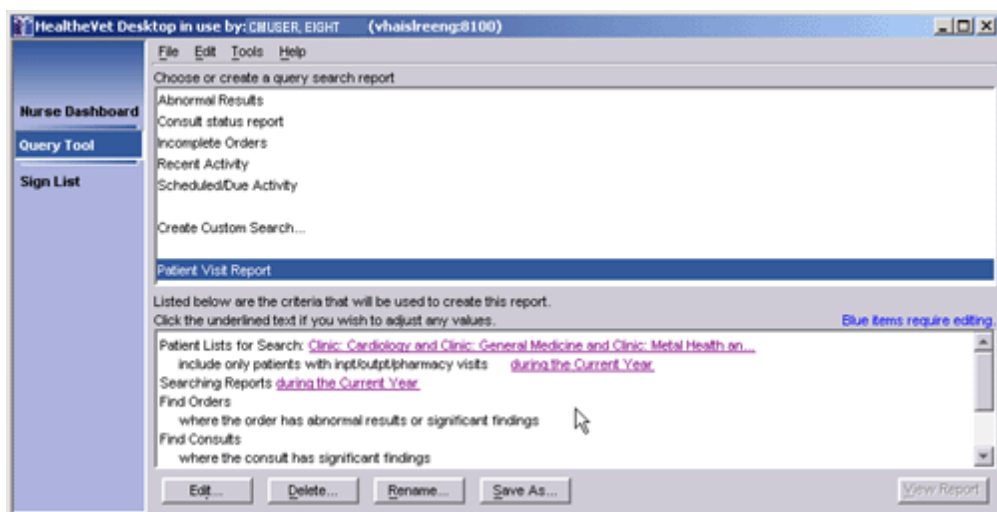 HealtheVet Desktop in use by: CMUSER, EIGHT (vhaislreeng:8100)
File Edit Tools Help
Choose or create a query search report
Nurse Dashboard
Query Tool
Sign List
Abnormal Results
Consult status report
Incomplete Orders
Recent Activity
Scheduled/Due Activity
Create Custom Search...
Patient Visit Report
Listed below are the criteria that will be used to create this report.
Click the underlined text if you wish to adjust any values. Blue items require editing
Patient Lists for Search: Clinic: Cardiology and Clinic: General Medicine and Clinic: Metal Health an...
include only patients with inpt/outpt/pharmacy visits during the Current Year
Searching Reports during the Current Year
Find Orders
where the order has abnormal results or significant findings
Find Consults
where the consult has significant findings
Edit... Delete... Rename... Save As... View Report